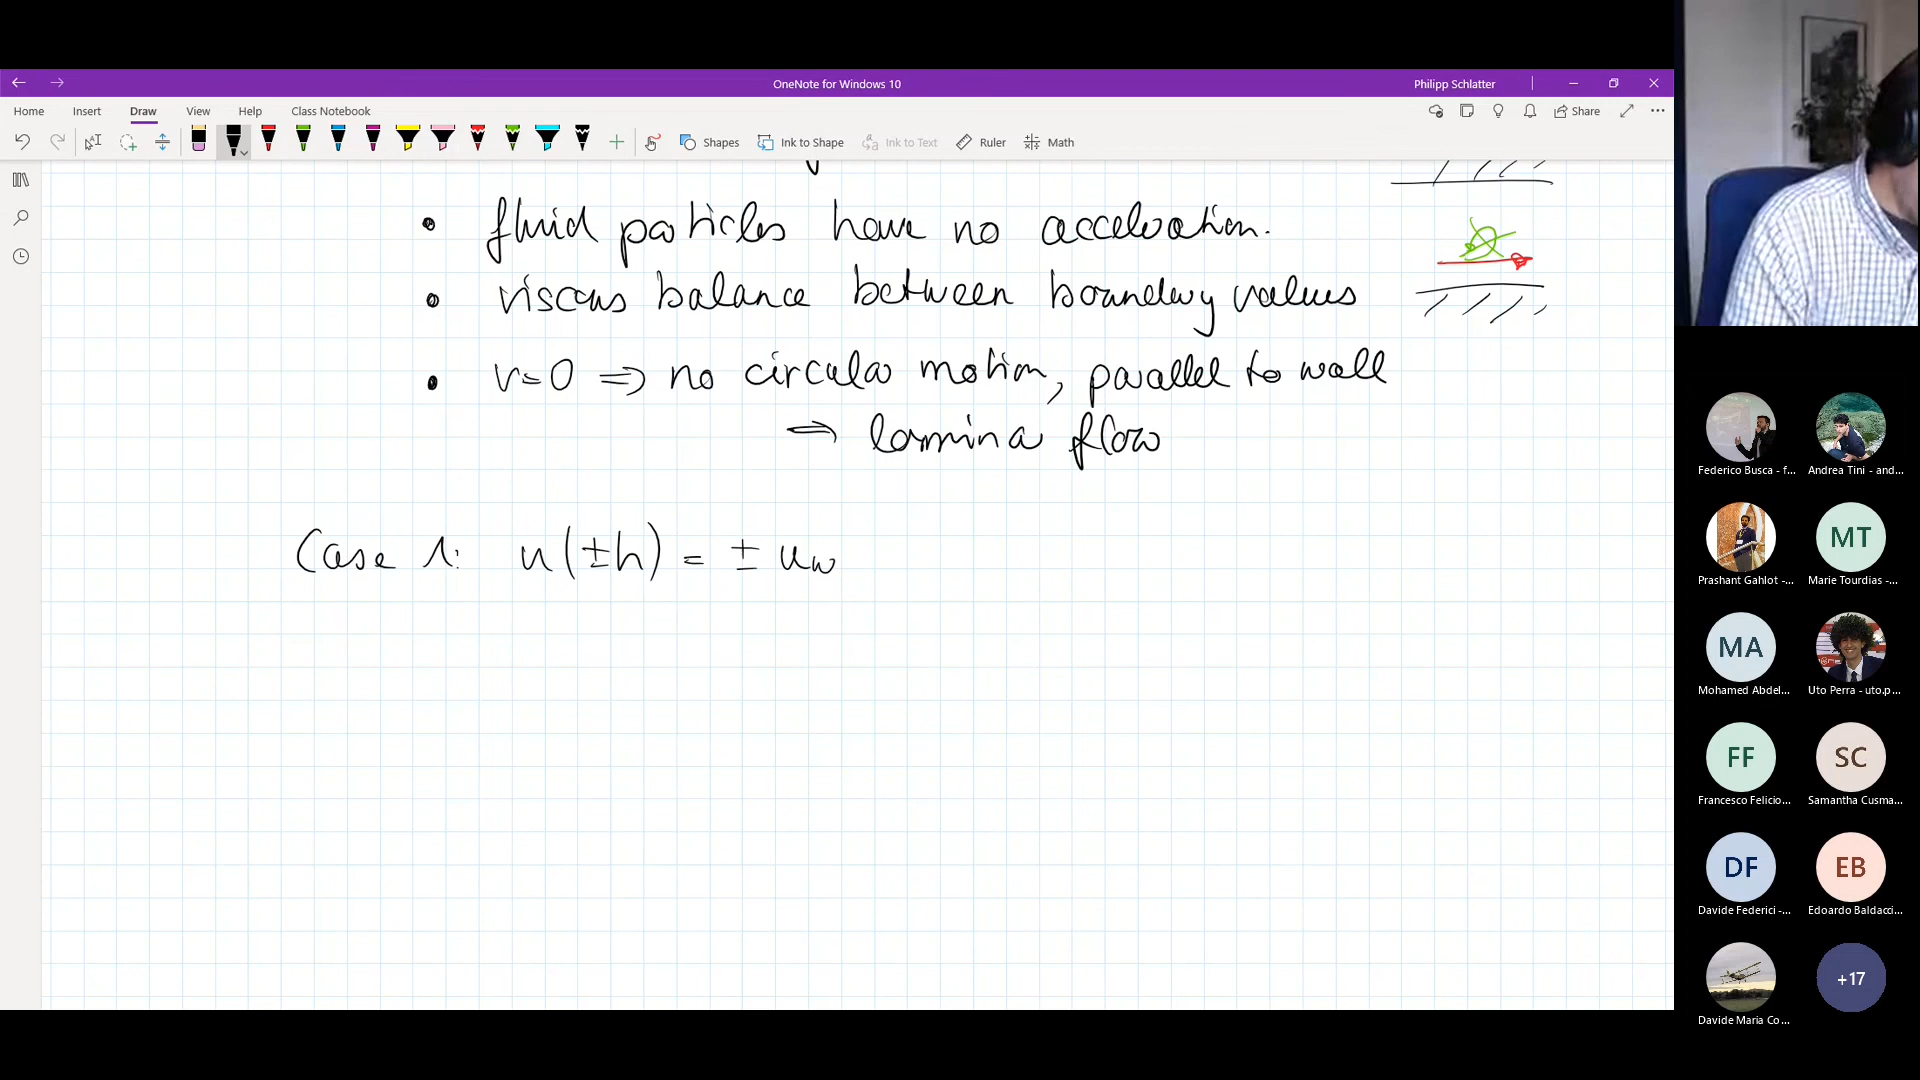 OneNote for Windows 10
Philipp Schlatter
Home Insert Draw View Help Class Notebook
Share
Shapes Ink to Shape Ink to Text Ruler Math
• fluid particles have no acceleration.
• viscous balance between boundary values
• v=0 ⇒ no circular motion, parallel to wall
⇒ laminar flow
Case 1: u(±h) = ± u_w
Federico Busca - f... Andrea Tini - and...
MT
Prashant Gahlot -... Marie Tourdias -...
MA
Mohamed Abdel... Uto Perra - uto.p...
FF SC
Francesco Felicio... Samantha Cusma...
DF EB
Davide Federici -... Edoardo Baldacci...
+17
Davide Maria Co...